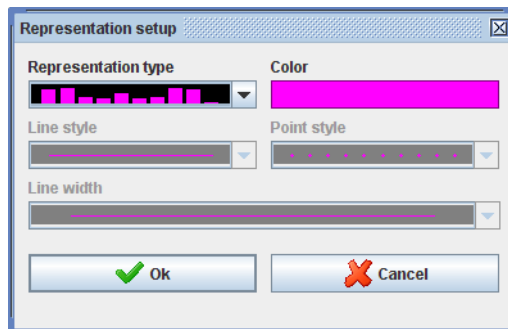 Representation setup
Representation type
Color
Line style
Point style
Line width
Ok
Cancel